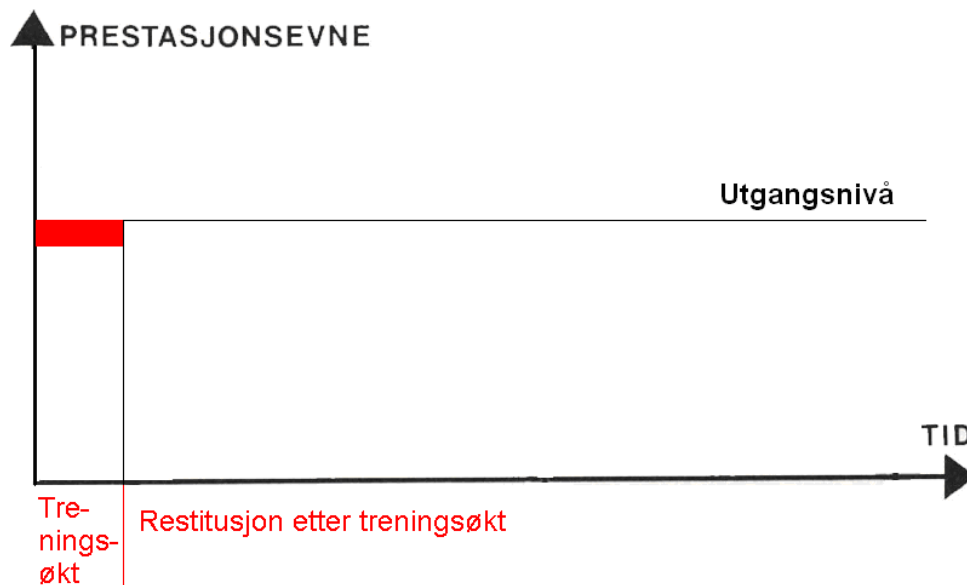 PRESTASJONSEVNE
Utgangsnivå
TID
Tre-
nings-
økt
Restitusjon etter treningsøkt